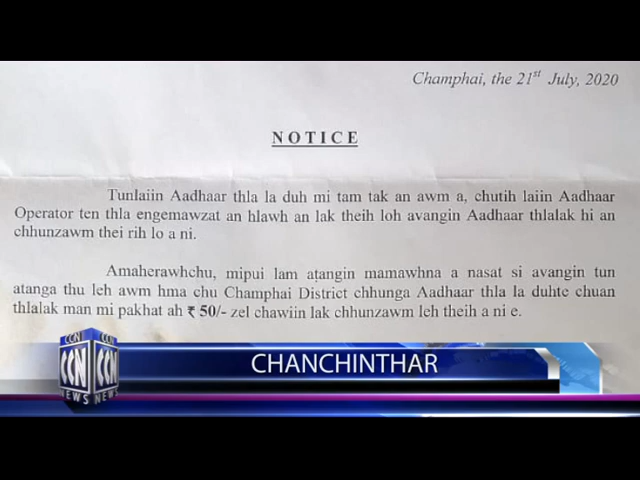 Champhai, the 21st July, 2020
NOTICE
Tunlaiin Aadhaar thla la duh mi tam tak an awm a, chutih laiin Aadhaar
Operator ten thla engemawzat an hlawh an lak theih loh avangin Aadhaar thlalak hi an
chhunzawm thei rih lo a ni.
Amaherawhchu, mipui lam aṭangin mamawhna a nasat si avangin tun
atanga thu leh awm hma chu Champhai District chhunga Aadhaar thla la duhte chuan
thlalak man mi pakhat ah ₹ 50/- zel chawiin lak chhunzawm leh theih a ni e.
CHANCHINTHAR
CCN
CCN
CCN
CCN
NEWS
NEWS